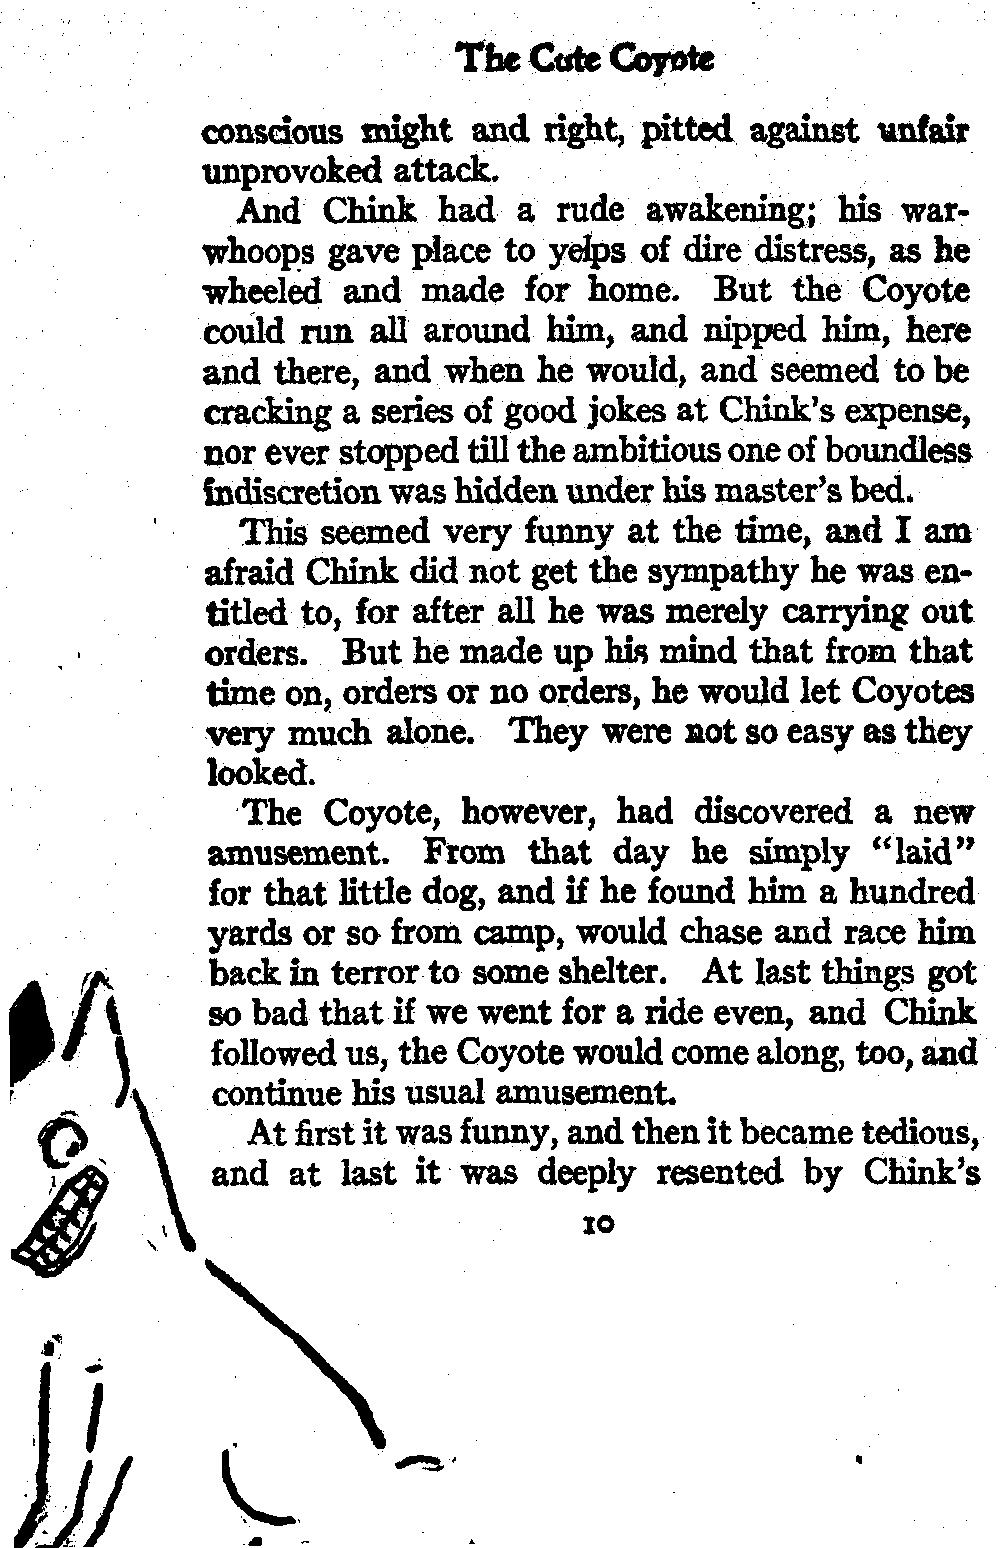 The Cute Coyote
conscious might and right, pitted against unfair
unprovoked attack.
And Chink had a rude awakening; his war-
whoops gave place to yelps of dire distress, as he
wheeled and made for home. But the Coyote
could run all around him, and nipped him, here
and there, and when he would, and seemed to be
cracking a series of good jokes at Chink's expense,
nor ever stopped till the ambitious one of boundless
indiscretion was hidden under his master's bed.
This seemed very funny at the time, and I am
afraid Chink did not get the sympathy he was en-
titled to, for after all he was merely carrying out
orders. But he made up his mind that from that
time on, orders or no orders, he would let Coyotes
very much alone. They were not so easy as they
looked.
The Coyote, however, had discovered a new
amusement. From that day he simply “laid”
for that little dog, and if he found him a hundred
yards or so from camp, would chase and race him
back in terror to some shelter. At last things got
so bad that if we went for a ride even, and Chink
followed us, the Coyote would come along, too, and
continue his usual amusement.
At first it was funny, and then it became tedious,
and at last it was deeply resented by Chink's
10